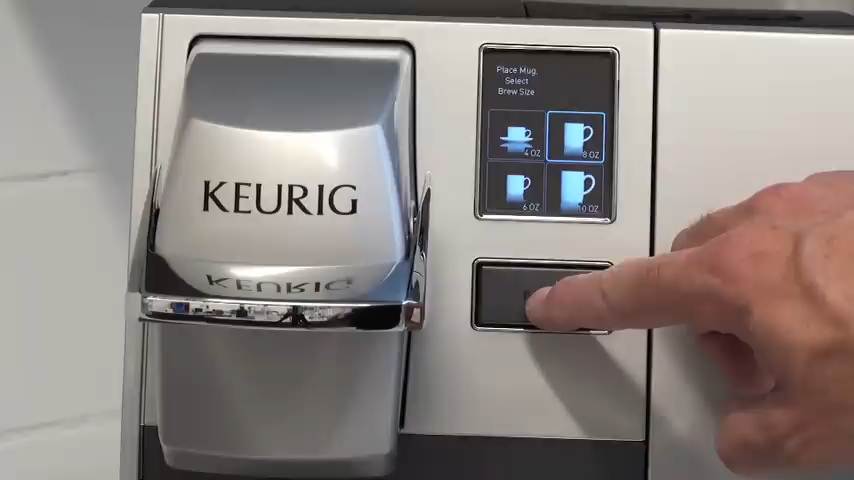 KEURIG
KEURIG
Place Mug,
Select
Brew Size
4 OZ
8 OZ
6 OZ
10 OZ